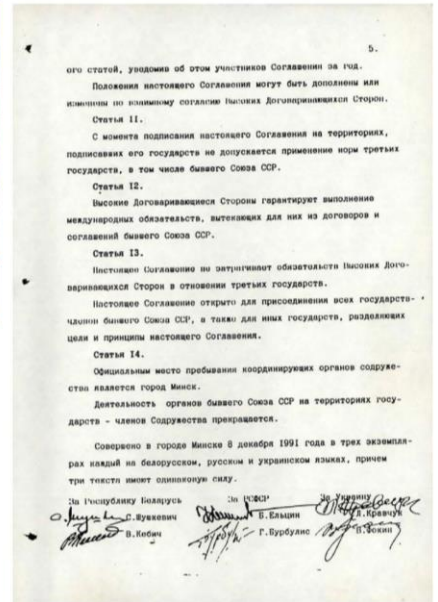 5.
ого статей, уведомив об этом участников Соглашения за год.
Положения настоящего Соглашения могут быть дополнены или
изменены по взаимному согласию Высоких Договаривающихся Сторон.
Статья II.
С момента подписания настоящего Соглашения на территориях,
подписавших его государств не допускается применение норм третьих
государств, в том числе бывшего Союза ССР.
Статья I2.
Высокие Договаривающиеся Стороны гарантируют выполнение
международных обязательств, вытекающих для них из договоров и
соглашений бывшего Союза ССР.
Статья I3.
Настоящее Соглашение не затрагивает обязательств Высоких Дого-
варивающихся Сторон в отношении третьих государств.
Настоящее Соглашение открыто для присоединения всех государств-
членов бывшего Союза ССР, а также для иных государств, разделяющих
цели и принципы настоящего Соглашения.
Статья I4.
Официальным место пребывания координирующих органов содруже-
ства является город Минск.
Деятельность органов бывшего Союза ССР на территориях госу-
дарств - членов Содружества прекращается.
Совершено в городе Минске 8 декабря 1991 года в трех экземпля-
рах каждый на белорусском, русском и украинском языках, причем
три текста имеют одинаковую силу.
За Республику Беларусь За РСФСР За Украину
С.Шушкевич Б.Ельцин Л.Кравчук
В.Кебич Г.Бурбулис В.Фокин